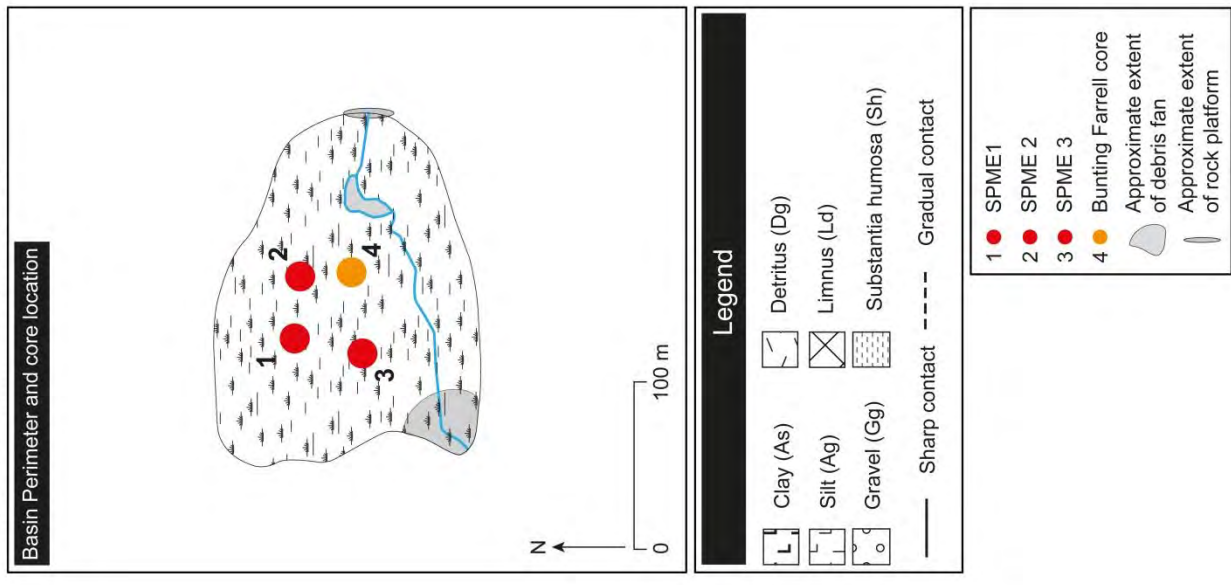 Basin Perimeter and core location
1
2
3
4
N
0
100 m
Legend
Clay (As)
Detritus (Dg)
Silt (Ag)
Limnus (Ld)
Gravel (Gg)
Substantia humosa (Sh)
Sharp contact
Gradual contact
1 SPME1
2 SPME 2
3 SPME 3
4 Bunting Farrell core
Approximate extent
of debris fan
Approximate extent
of rock platform